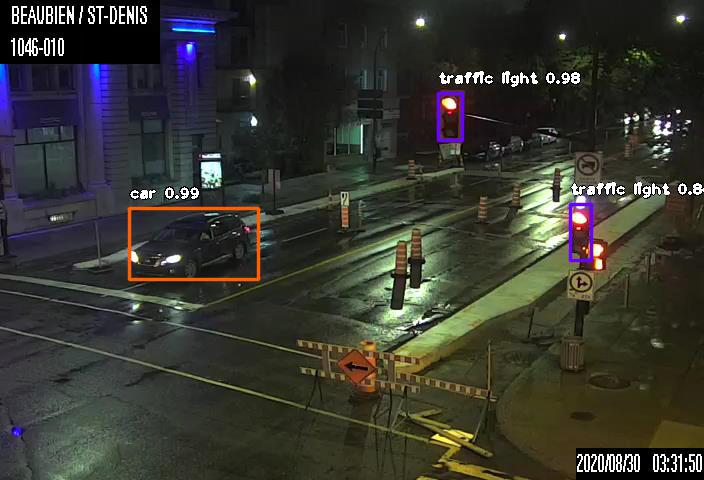 BEAUBIEN / ST-DENIS
1046-010
traffic light 0.98
car 0.99
traffic light 0.8
2020/08/30 03:31:50